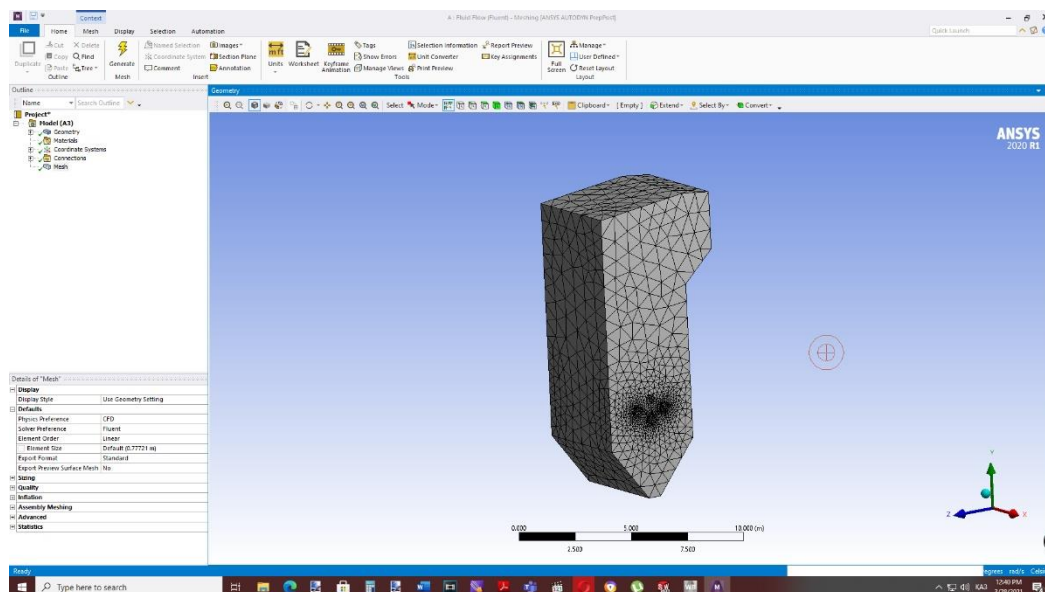 Context
A : Fluid Flow (Fluent) - Meshing [ANSYS AUTODYN PrepPost]
File Home Mesh Display Selection Automation
Quick Launch
Duplicate
Cut
Copy
Paste
Delete
Find
Tree
Outline
Generate
Mesh
Named Selection
Coordinate System
Comment
Images
Section Plane
Annotation
Insert
Units
Worksheet
Keyframe Animation
Tags
Show Errors
Manage Views
Selection Information
Unit Converter
Print Preview
Report Preview
Key Assignments
Tools
Full Screen
Manage
User Defined
Reset Layout
Layout
Outline
Name Search Outline
Project*
Model (A3)
Geometry
Materials
Coordinate Systems
Connections
Mesh
Geometry
Select Mode Clipboard [Empty] Extend Select By Convert
ANSYS
2020 R1
Details of "Mesh"
Display
Display Style Use Geometry Setting
Defaults
Physics Preference CFD
Solver Preference Fluent
Element Order Linear
Element Size Default (0.77721 m)
Export Format Standard
Export Preview Surface Mesh No
Sizing
Quality
Inflation
Assembly Meshing
Advanced
Statistics
0.000 5.000 10.000 (m)
2.500 7.500
Y
Z X
Ready
Type here to search
КАЗ
12:40 PM